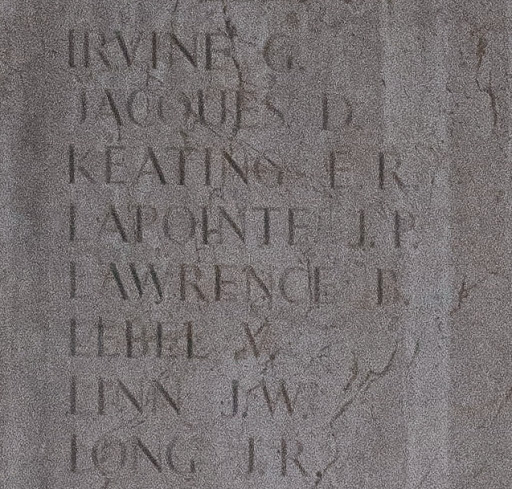 IRVINE G.
JACQUES D.
KEATING E.R.
LAPOINTE J.P.
LAWRENCE B.
LEBEL X.
LINN J.W.
LONG J.R.